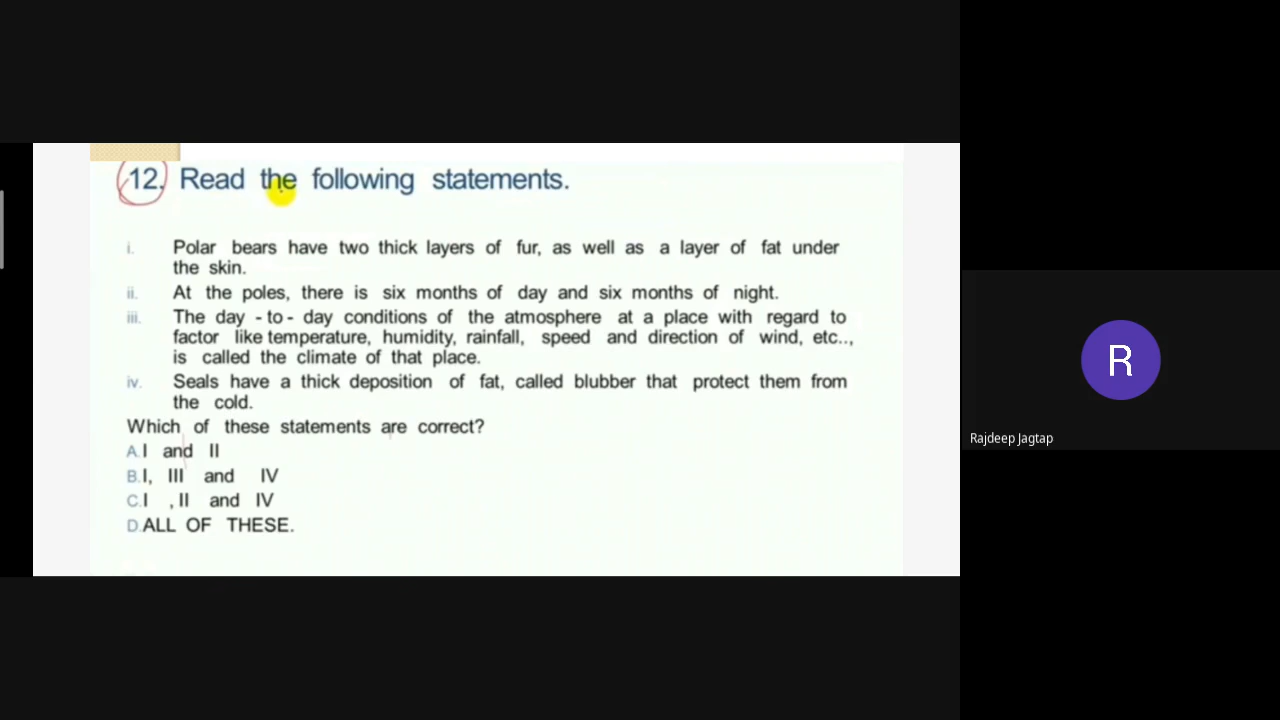 12. Read the following statements.
i. Polar bears have two thick layers of fur, as well as a layer of fat under
the skin.
ii. At the poles, there is six months of day and six months of night.
iii. The day - to - day conditions of the atmosphere at a place with regard to
factor like temperature, humidity, rainfall, speed and direction of wind, etc..,
is called the climate of that place.
iv. Seals have a thick deposition of fat, called blubber that protect them from
the cold.
Which of these statements are correct?
A.I and II
B.I, III and IV
C.I , II and IV
D.ALL OF THESE.
R
Rajdeep Jagtap